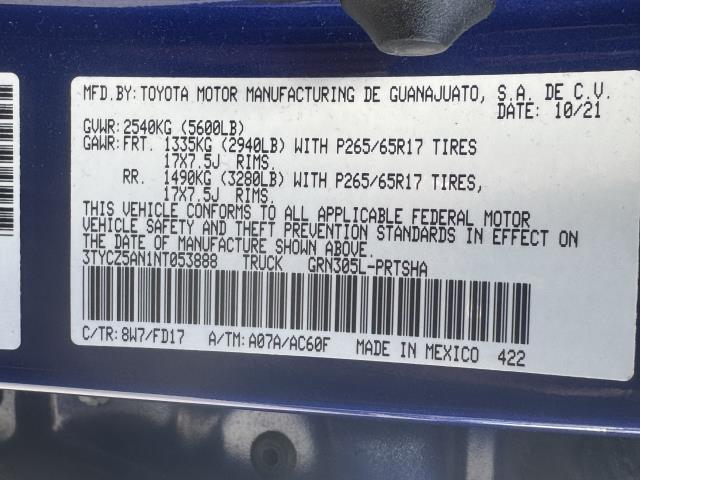 MFD.BY: TOYOTA MOTOR MANUFACTURING DE GUANAJUATO, S.A. DE C.V.
DATE: 10/21
GVWR: 2540KG (5600LB)
GAWR: FRT. 1335KG (2940LB) WITH P265/65R17 TIRES
17X7.5J RIMS.
RR. 1490KG (3280LB) WITH P265/65R17 TIRES,
17X7.5J RIMS.
THIS VEHICLE CONFORMS TO ALL APPLICABLE FEDERAL MOTOR
VEHICLE SAFETY AND THEFT PREVENTION STANDARDS IN EFFECT ON
THE DATE OF MANUFACTURE SHOWN ABOVE.
3TYCZ5AN1NT053888 TRUCK GRN305L-PRTSHA
C/TR: 8W7/FD17 A/TM: A07A/AC60F MADE IN MEXICO 422